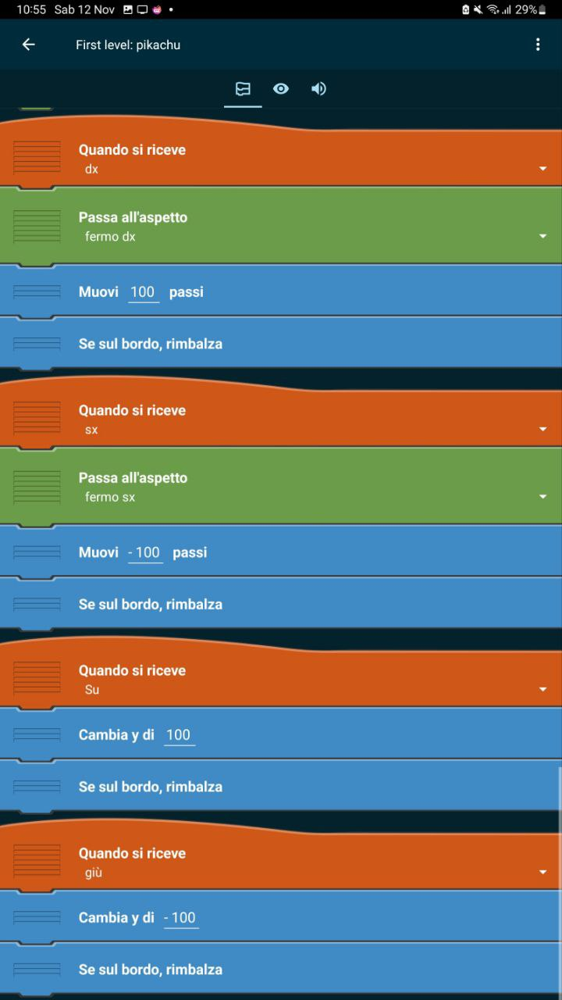 10:55 Sab 12 Nov 29%
First level: pikachu
Quando si riceve
dx
Passa all'aspetto
fermo dx
Muovi 100 passi
Se sul bordo, rimbalza
Quando si riceve
sx
Passa all'aspetto
fermo sx
Muovi - 100 passi
Se sul bordo, rimbalza
Quando si riceve
Su
Cambia y di 100
Se sul bordo, rimbalza
Quando si riceve
giù
Cambia y di - 100
Se sul bordo, rimbalza